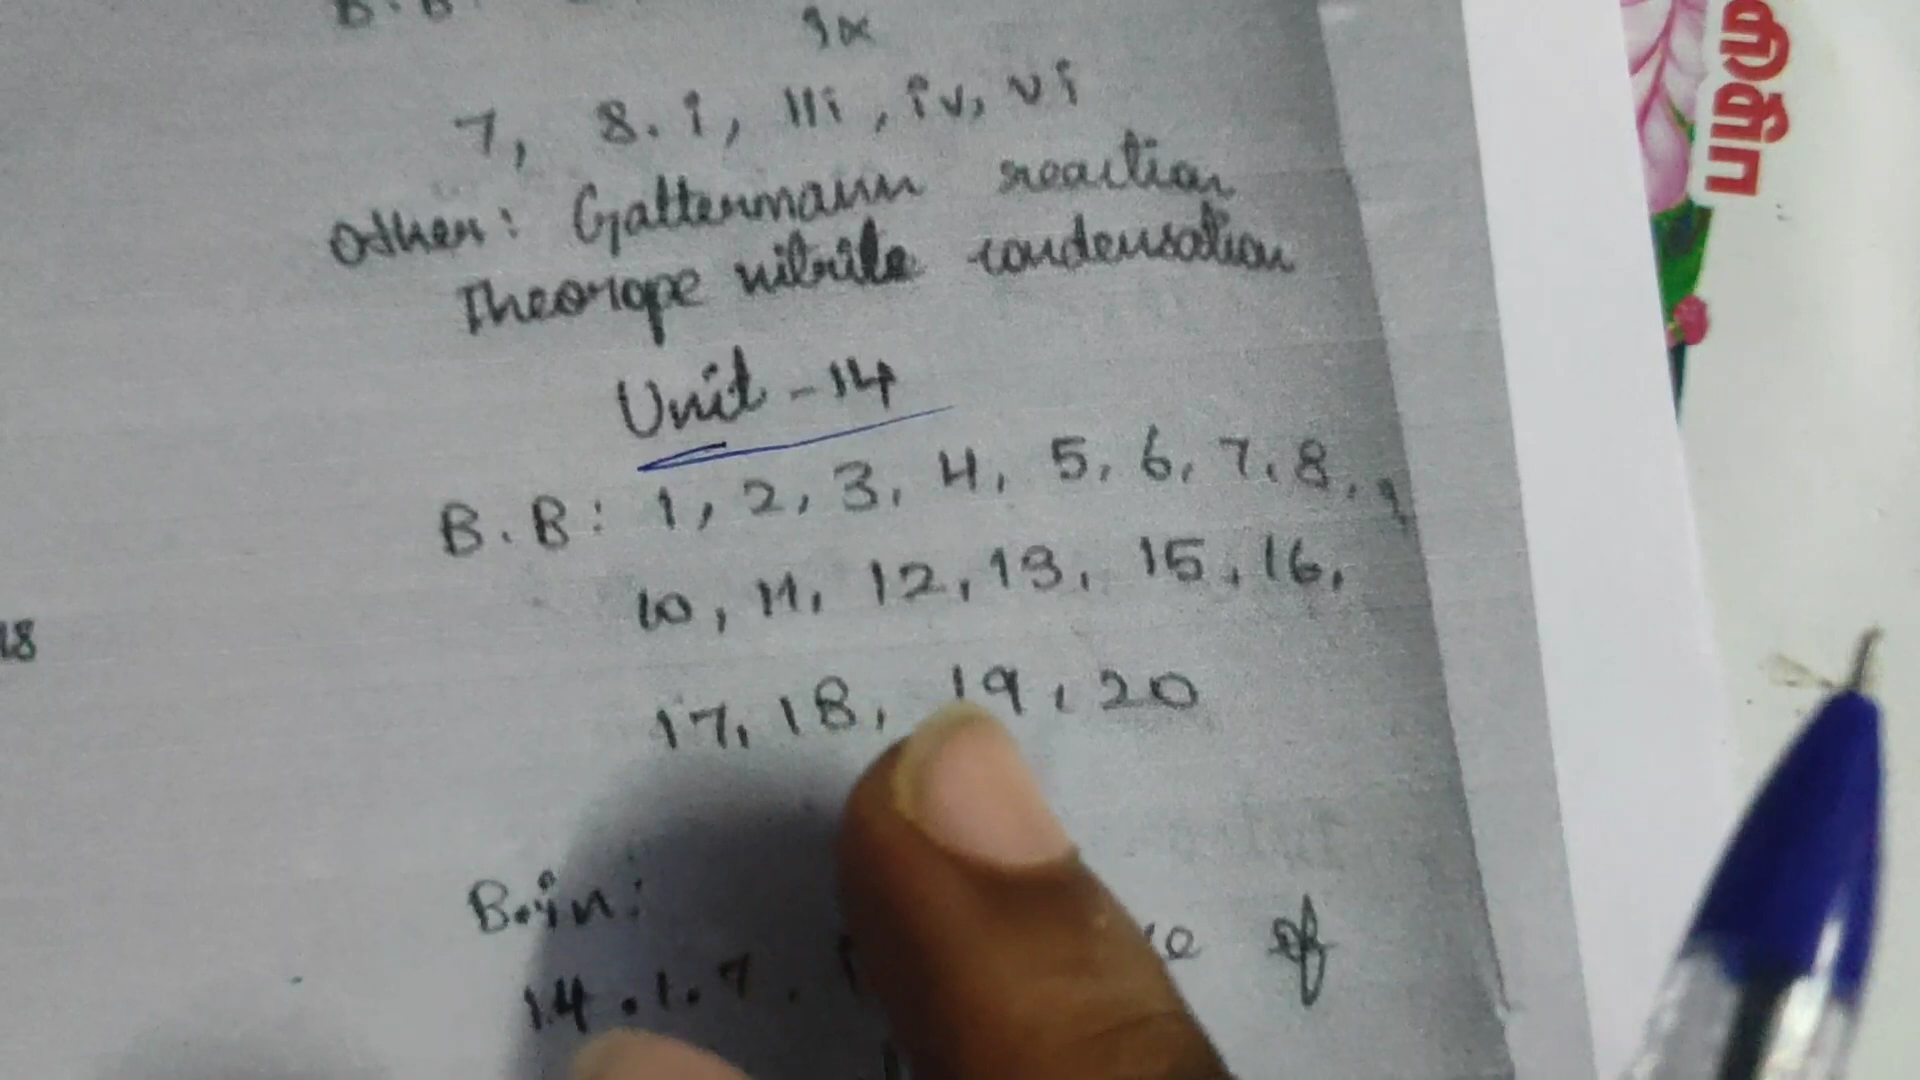 B.B
9x
7, 8. i, iii, iv, vi
Other: Gattermann reaction
Theorope nitrile condensation
Unit - 14
B.B: 1, 2, 3, 4, 5, 6, 7, 8, 9
10, 11, 12, 13, 15, 16,
17, 18, 19, 20
18
B.in:
14.1.7. of